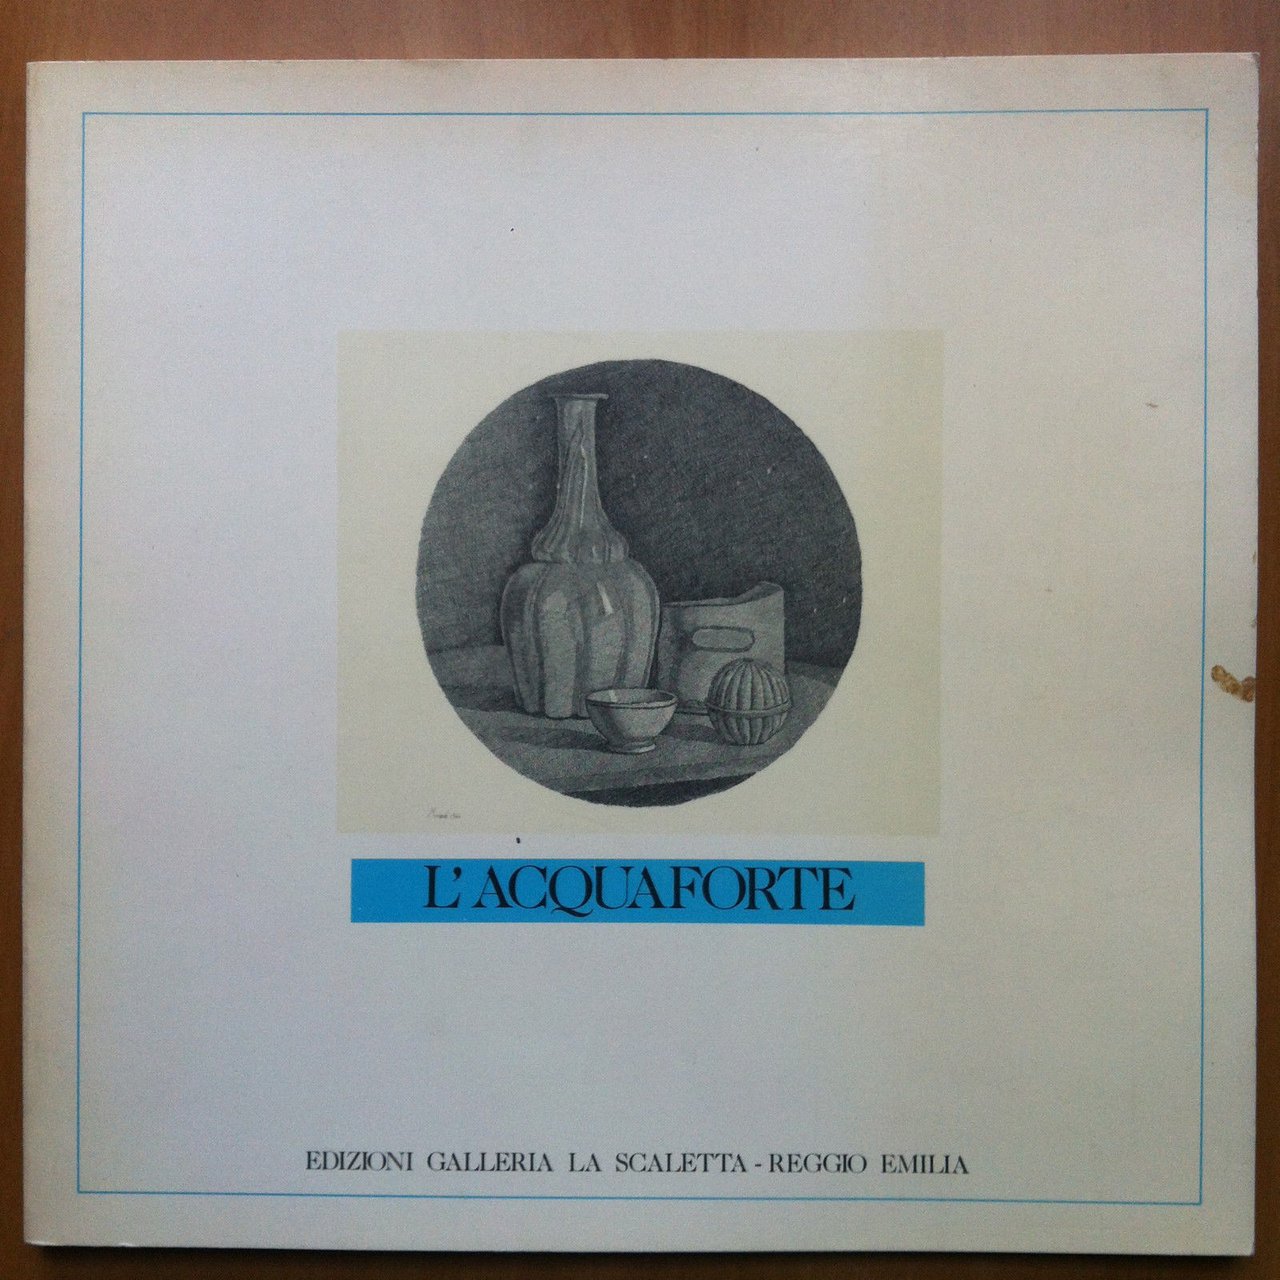 L'ACQUAFORTE
EDIZIONI GALLERIA LA SCALETTA - REGGIO EMILIA